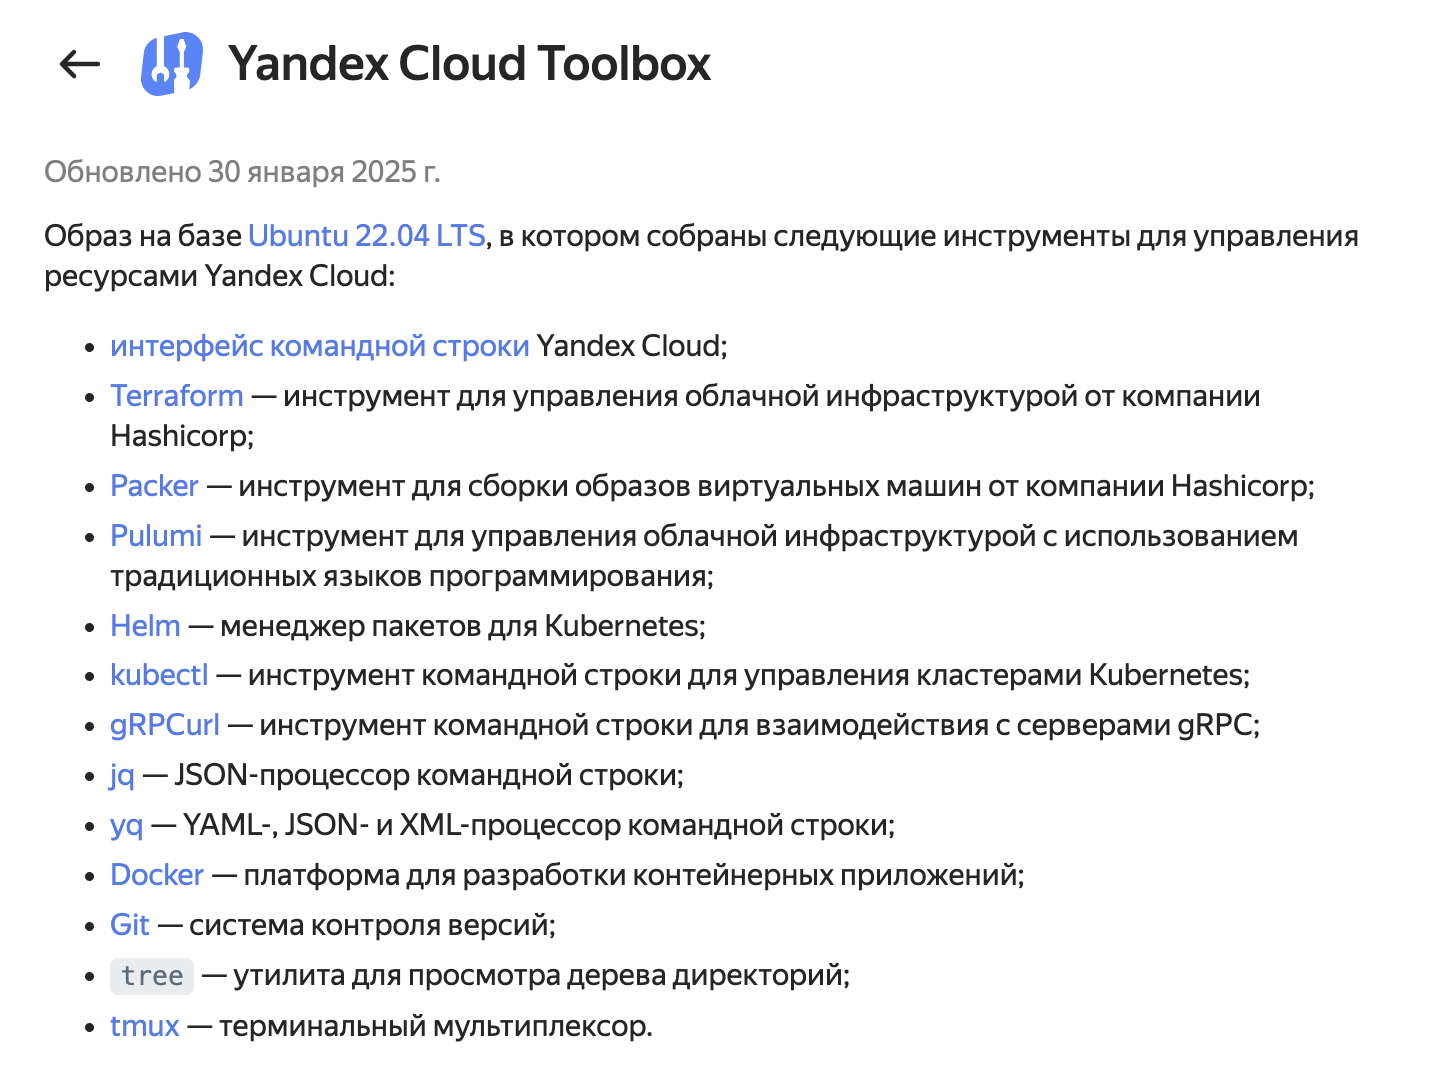 Yandex Cloud Toolbox
Обновлено 30 января 2025 г.
Образ на базе Ubuntu 22.04 LTS, в котором собраны следующие инструменты для управления
ресурсами Yandex Cloud:
• интерфейс командной строки Yandex Cloud;
• Terraform — инструмент для управления облачной инфраструктурой от компании
Hashicorp;
• Packer — инструмент для сборки образов виртуальных машин от компании Hashicorp;
• Pulumi — инструмент для управления облачной инфраструктурой с использованием
традиционных языков программирования;
• Helm — менеджер пакетов для Kubernetes;
• kubectl — инструмент командной строки для управления кластерами Kubernetes;
• gRPCurl — инструмент командной строки для взаимодействия с серверами gRPC;
• jq — JSON-процессор командной строки;
• yq — YAML-, JSON- и XML-процессор командной строки;
• Docker — платформа для разработки контейнерных приложений;
• Git — система контроля версий;
• tree — утилита для просмотра дерева директорий;
• tmux — терминальный мультиплексор.